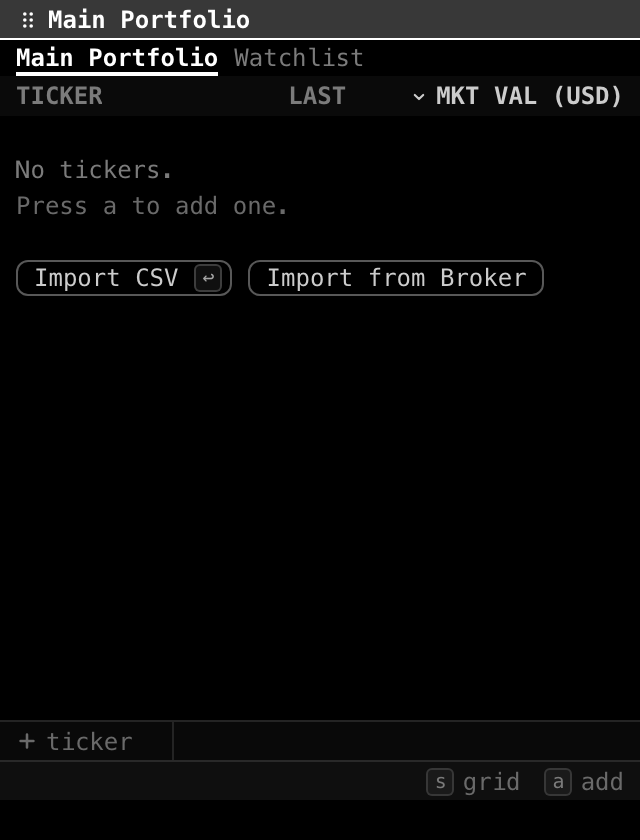 Main Portfolio
Main Portfolio Watchlist
TICKER LAST MKT VAL (USD)
No tickers.
Press a to add one.
Import CSV ↩ Import from Broker
+ ticker
s grid a add